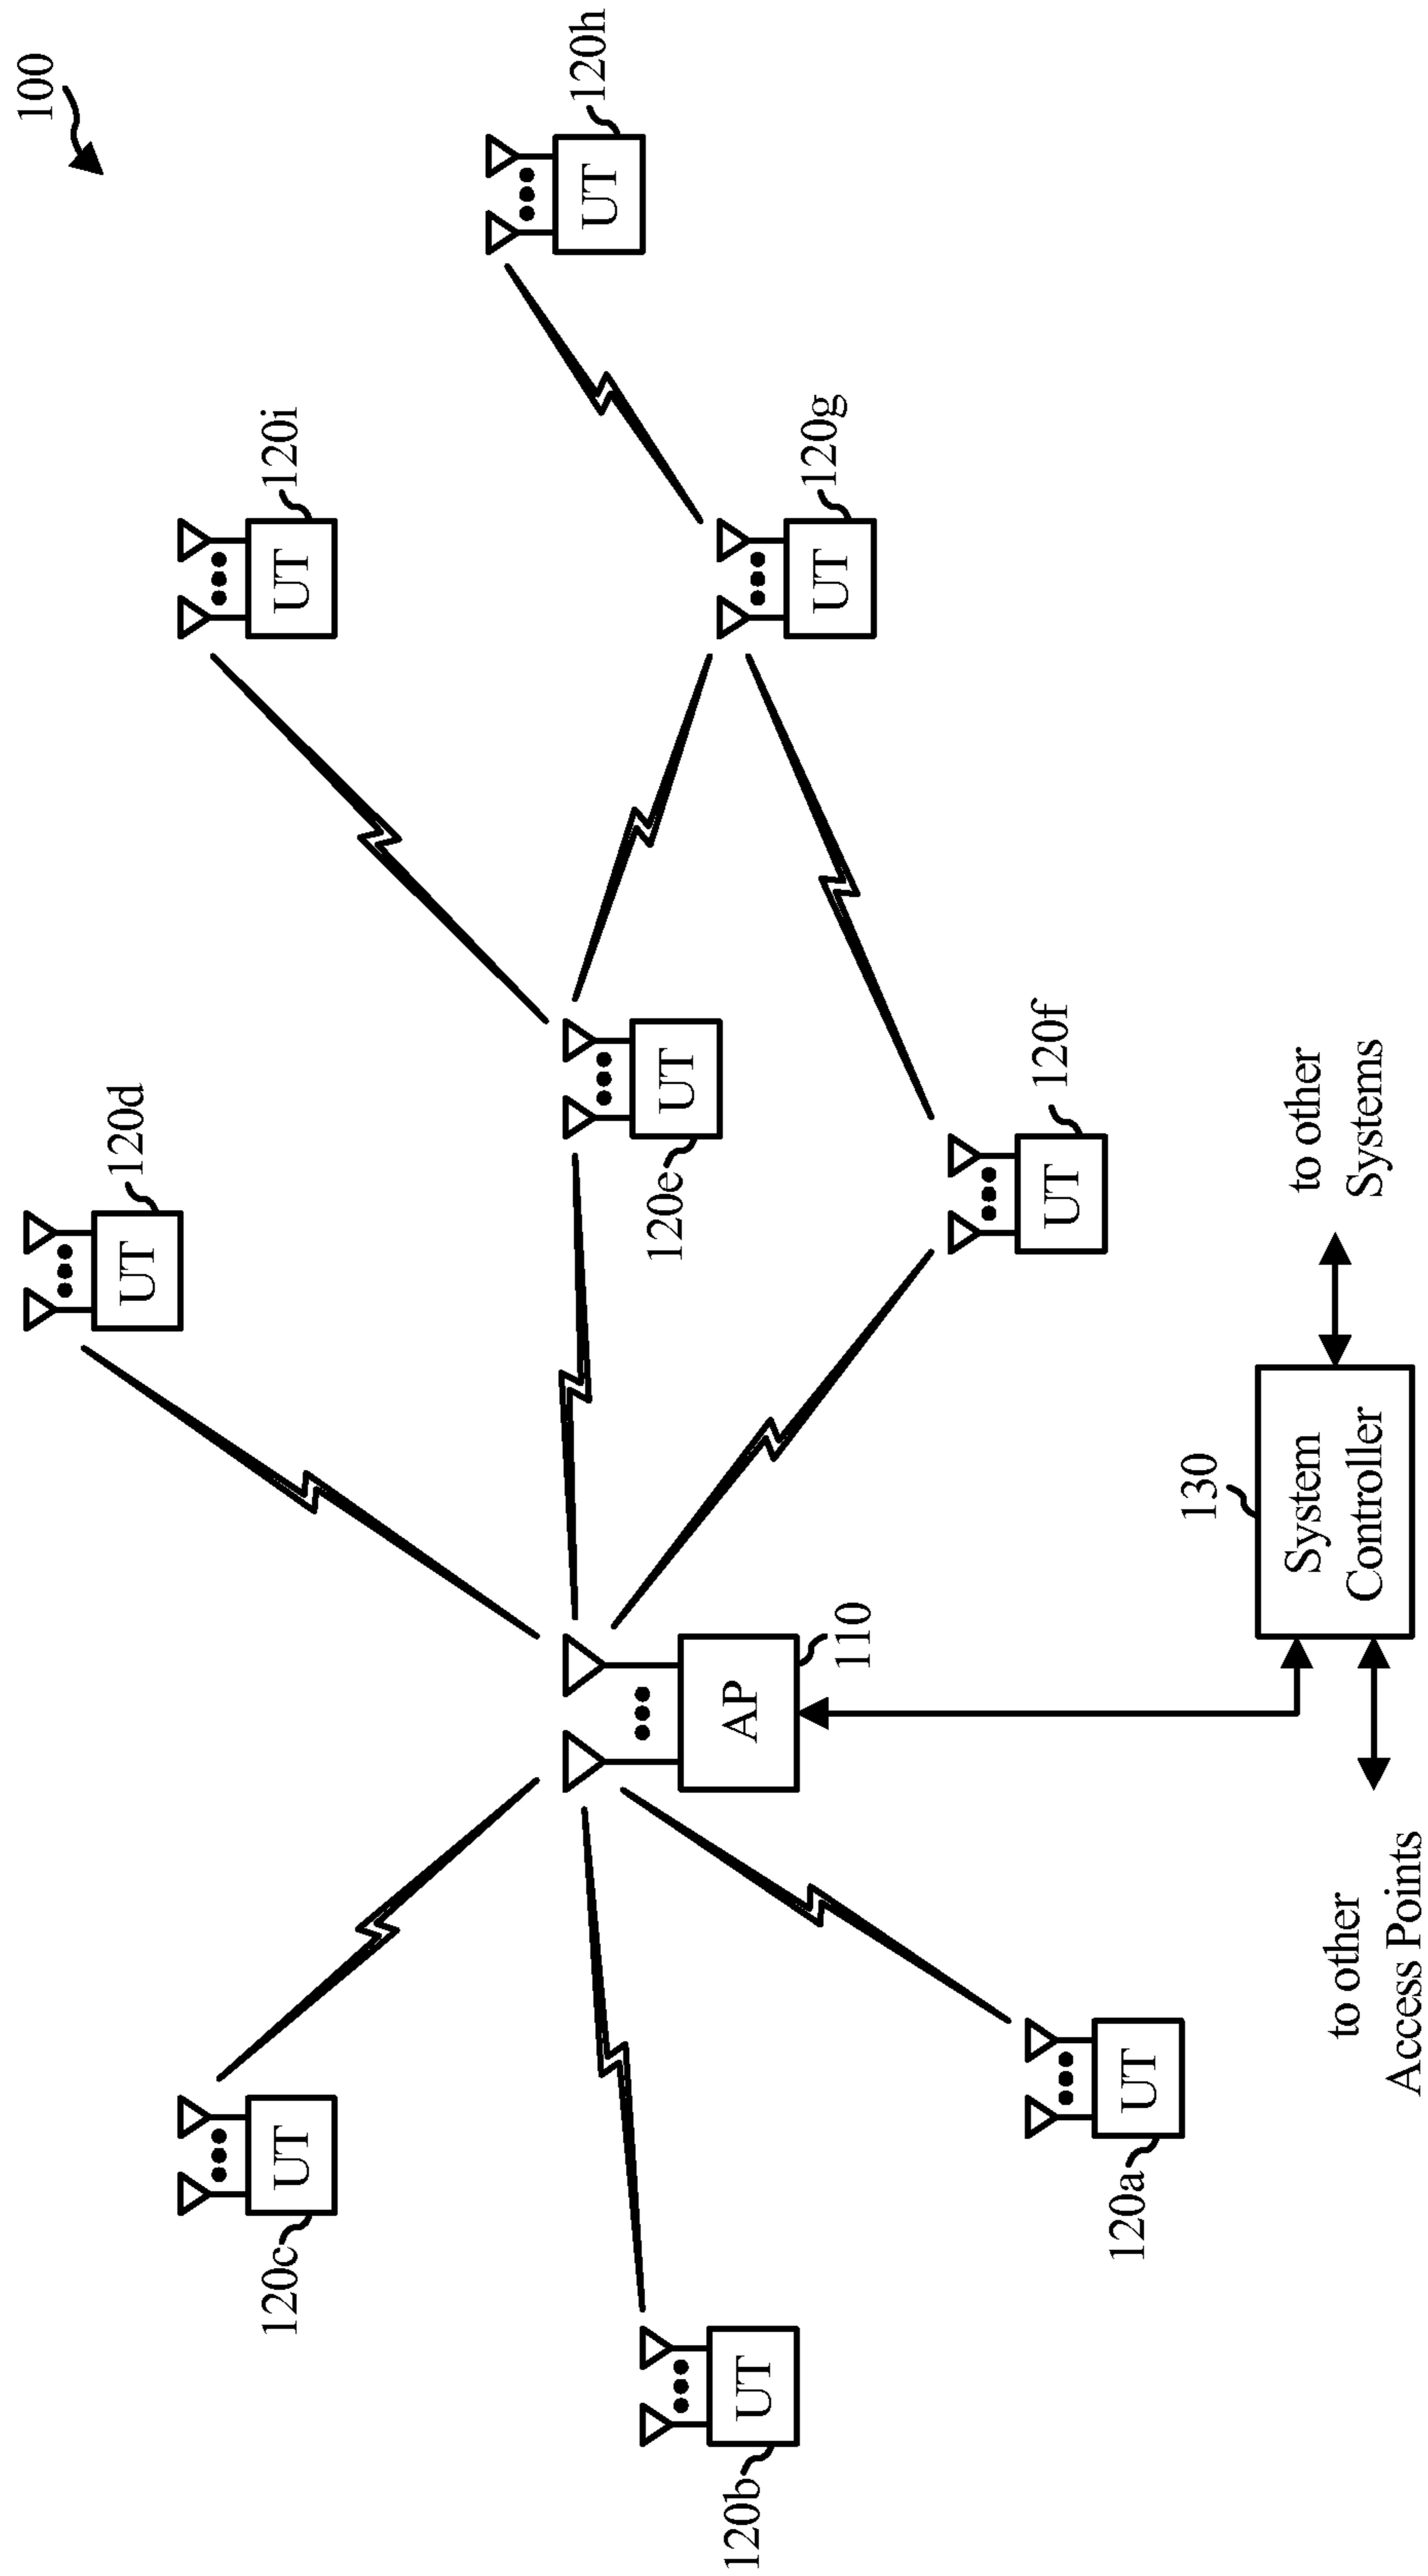 100
120d
UT
120i
UT
120c
UT
120h
UT
120e
UT
120b
UT
AP
110
120g
UT
120f
UT
120a
UT
130
System
Controller
to other
Systems
to other
Access Points